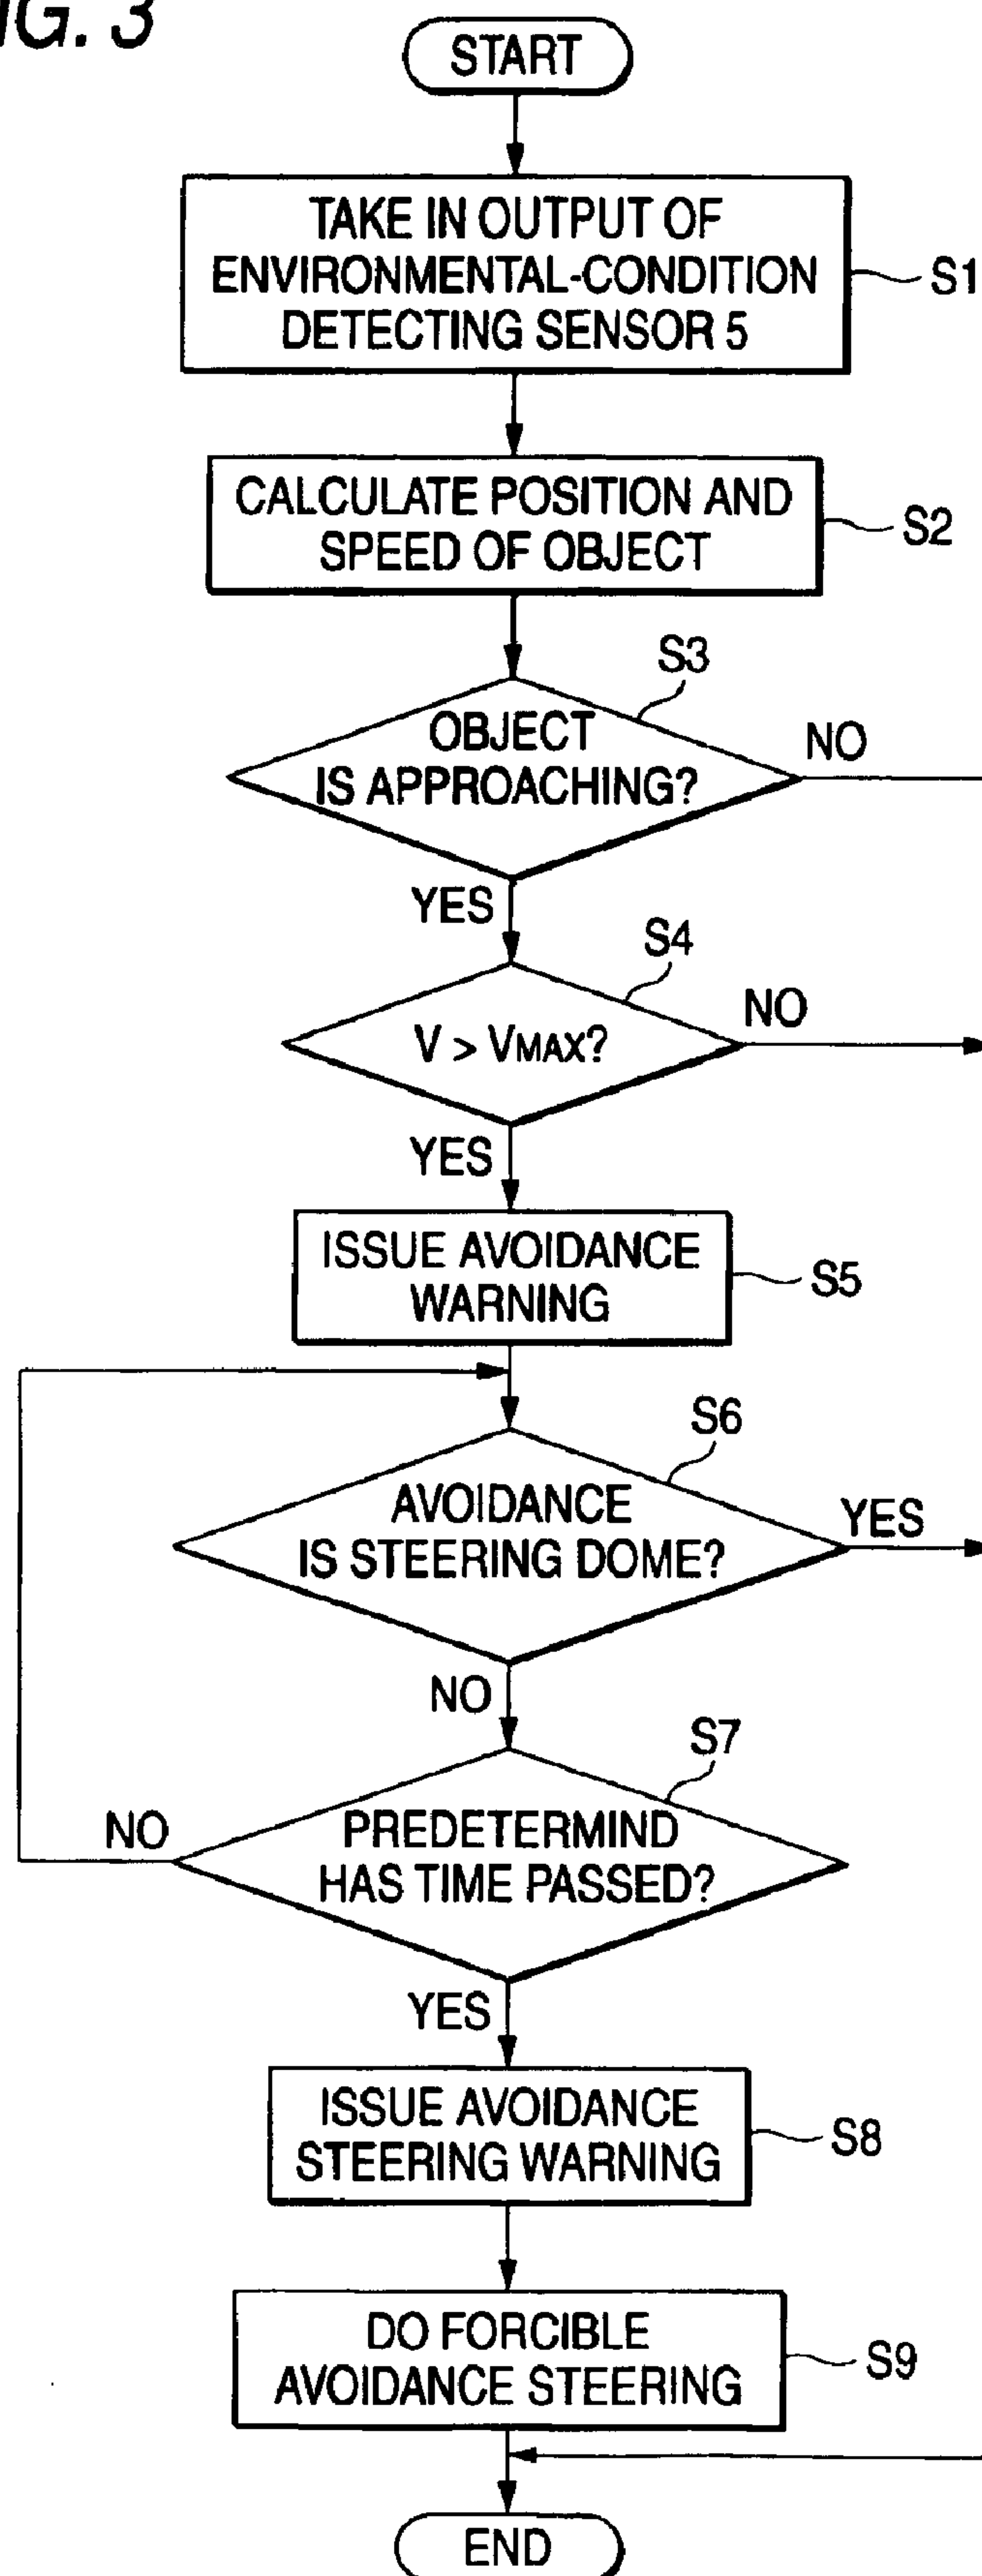 IG. 3
START
TAKE IN OUTPUT OF
ENVIRONMENTAL-CONDITION
DETECTING SENSOR 5
S1
CALCULATE POSITION AND
SPEED OF OBJECT
S2
S3
OBJECT
IS APPROACHING?
NO
YES
S4
V > VMAX?
NO
YES
ISSUE AVOIDANCE
WARNING
S5
S6
AVOIDANCE
IS STEERING DOME?
YES
NO
S7
PREDETERMIND
HAS TIME PASSED?
NO
YES
ISSUE AVOIDANCE
STEERING WARNING
S8
DO FORCIBLE
AVOIDANCE STEERING
S9
END